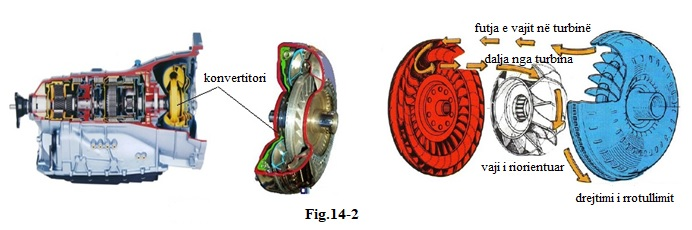 konvertitori
futja e vajit në turbinë
dalja nga turbina
vaji i riorientuar
drejtimi i rrotullimit
Fig.14-2